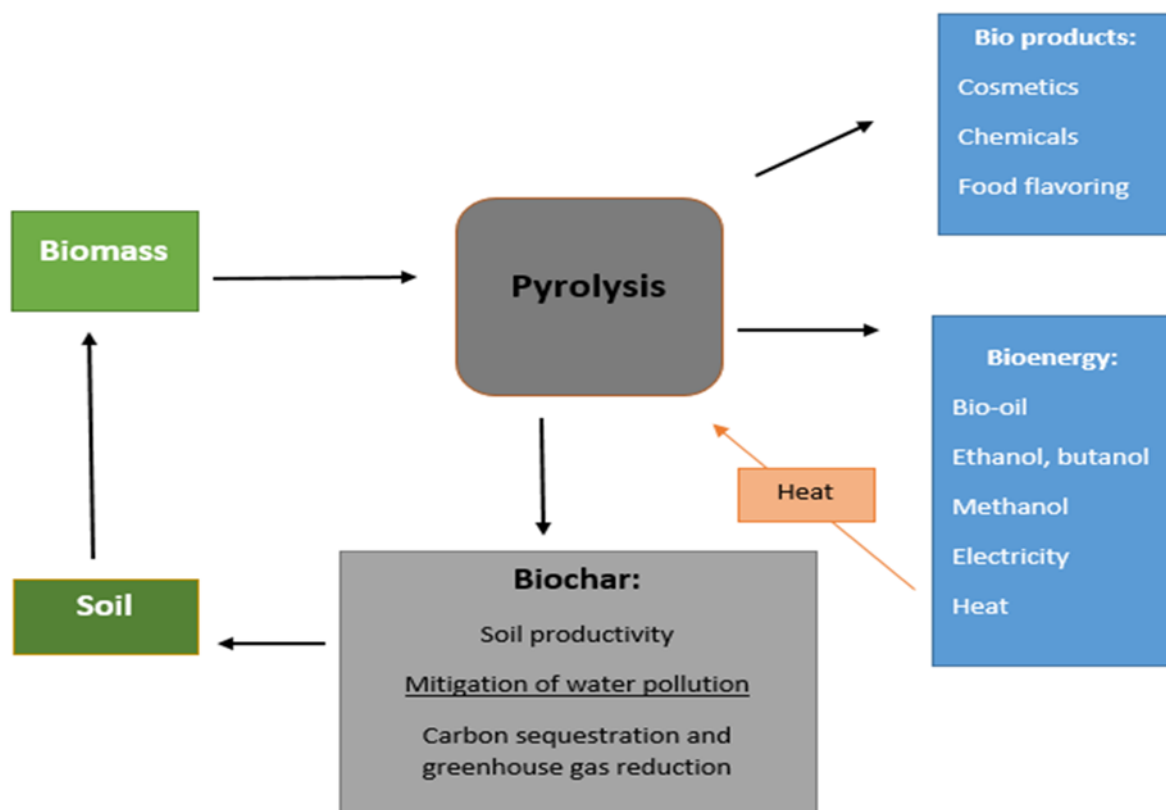 Bio products:
Cosmetics
Chemicals
Food flavoring
Biomass
Pyrolysis
Bioenergy:
Bio-oil
Ethanol, butanol
Methanol
Electricity
Heat
Heat
Biochar:
Soil productivity
Mitigation of water pollution
Carbon sequestration and
greenhouse gas reduction
Soil